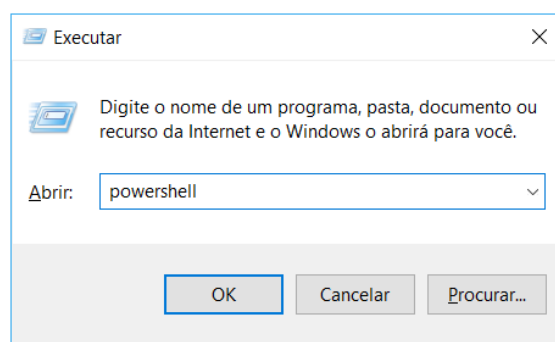 Executar
Digite o nome de um programa, pasta, documento ou
recurso da Internet e o Windows o abrirá para você.
Abrir: powershell
OK Cancelar Procurar...